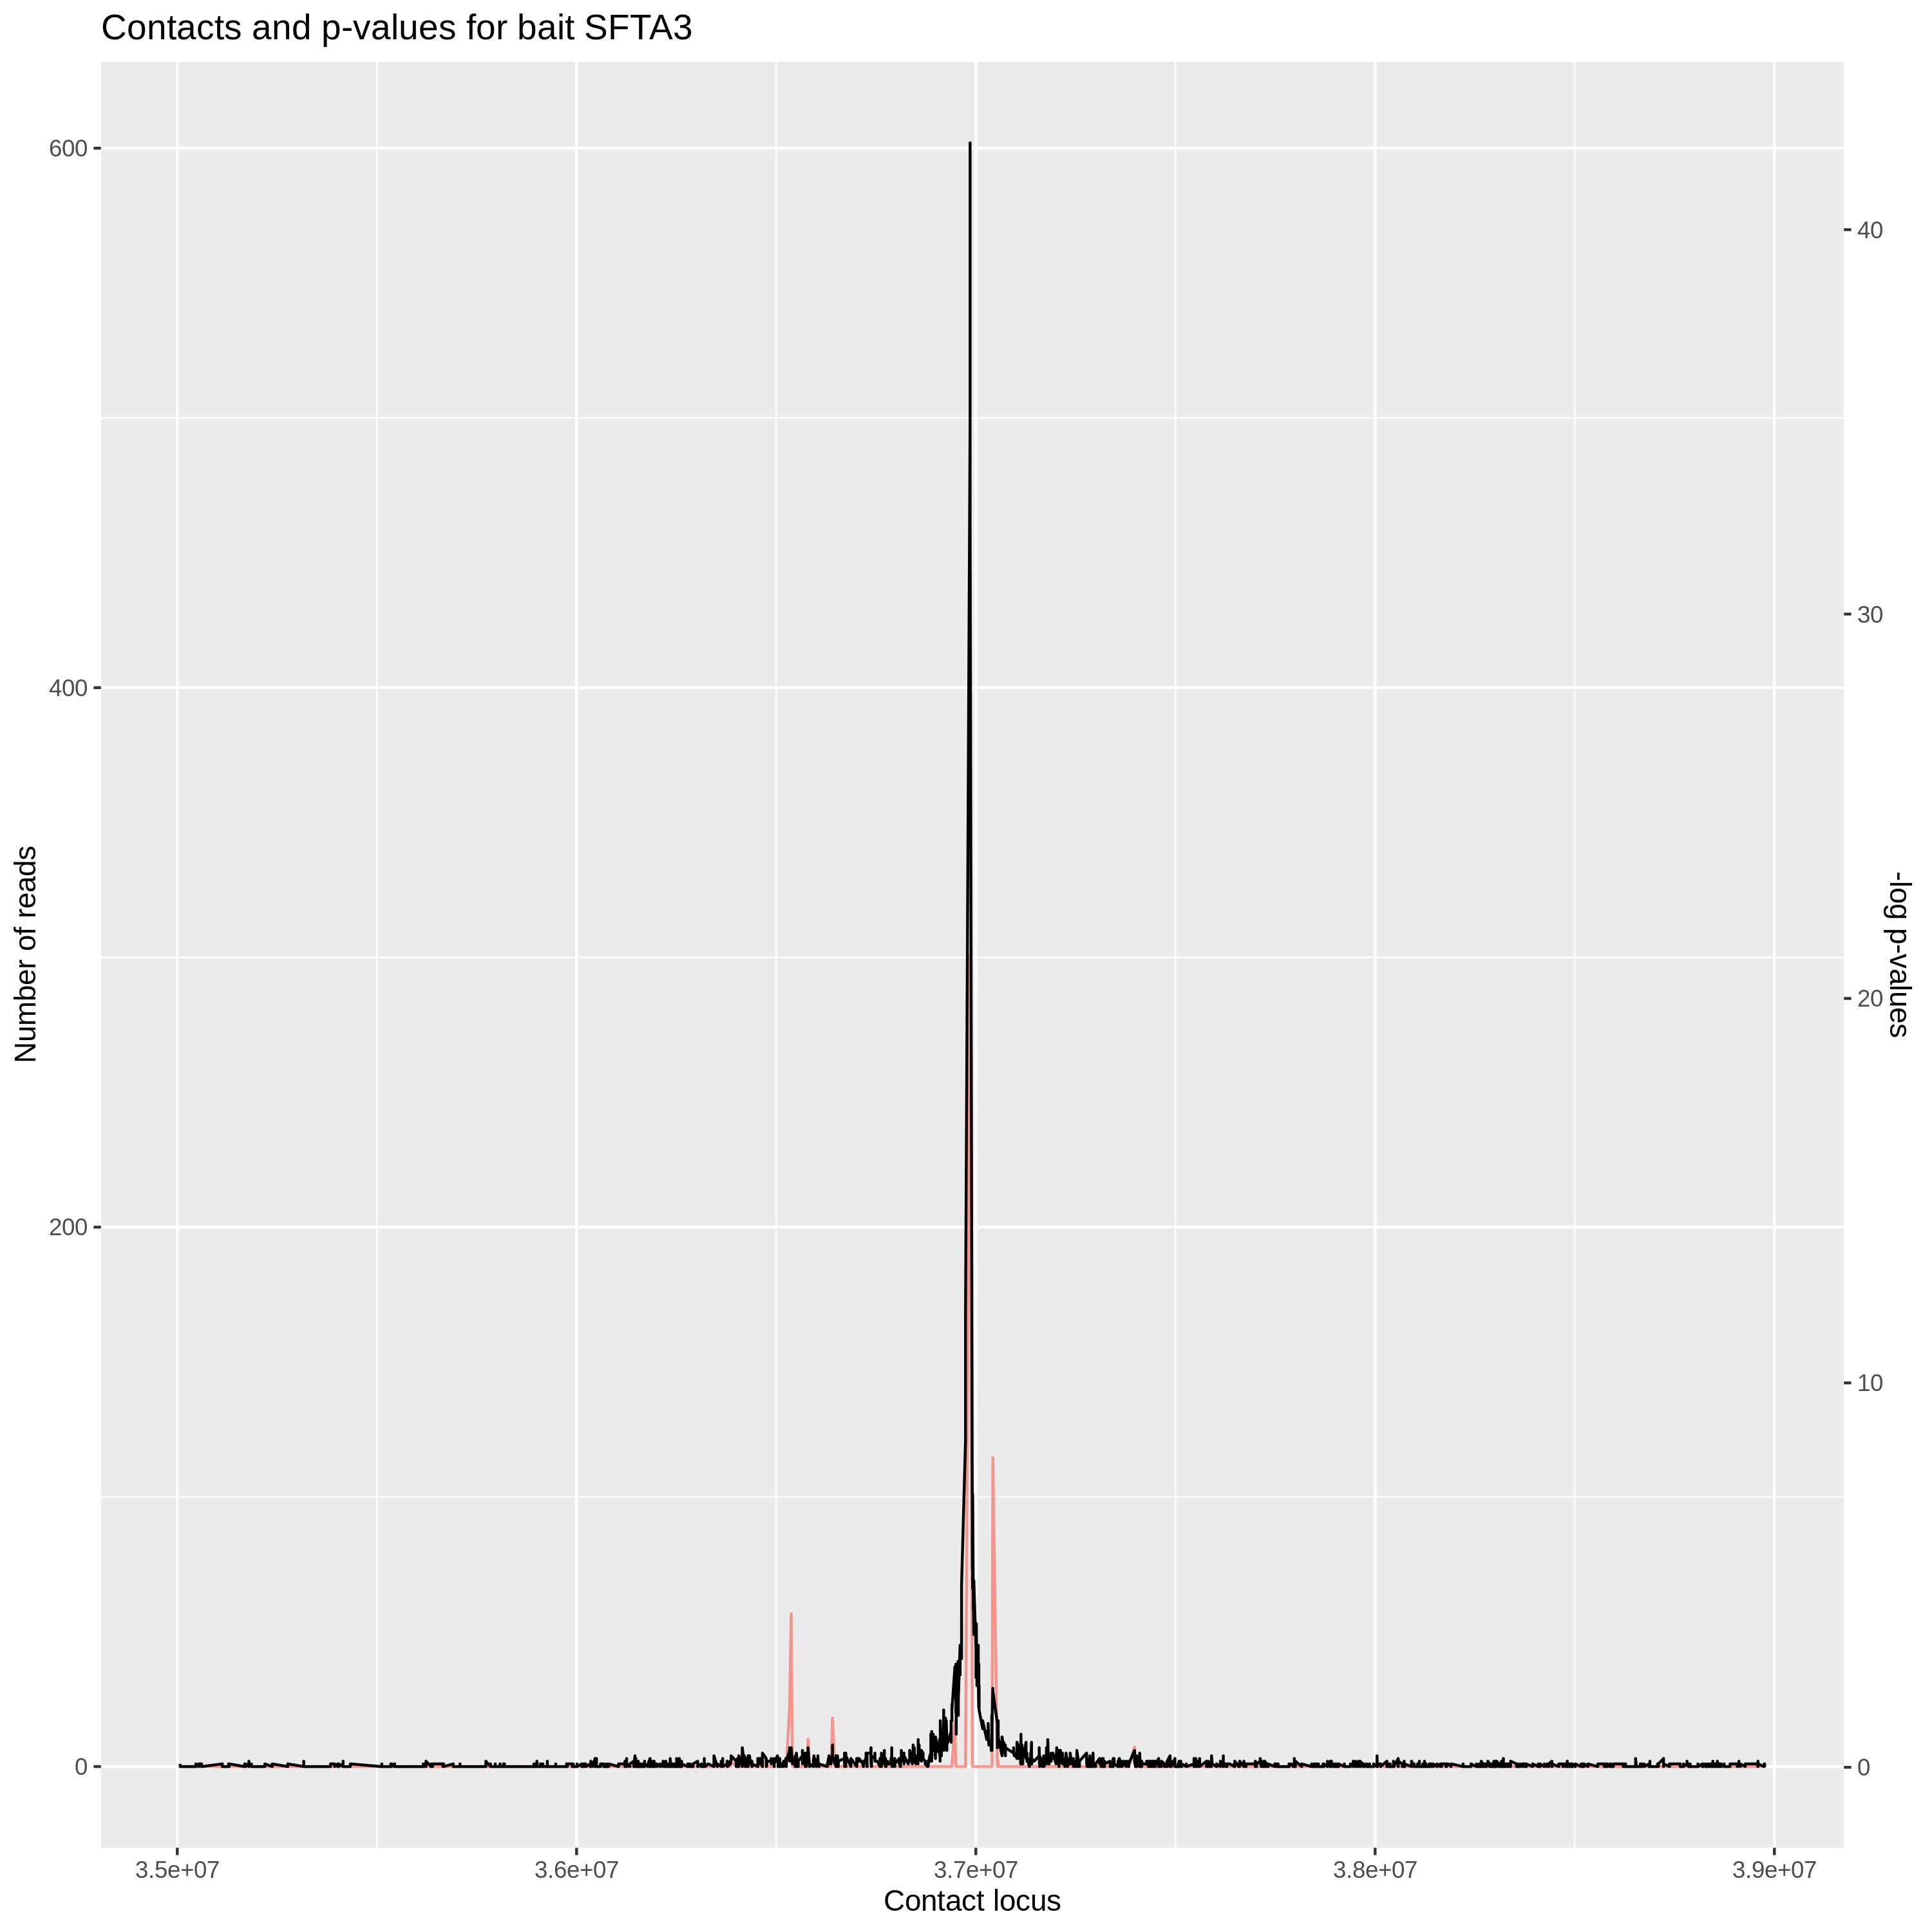 Contacts and p-values for bait SFTA3
600
400
200
0
Number of reads
40
30
20
10
0
-log p-values
3.5e+07 3.6e+07 3.7e+07 3.8e+07 3.9e+07
Contact locus